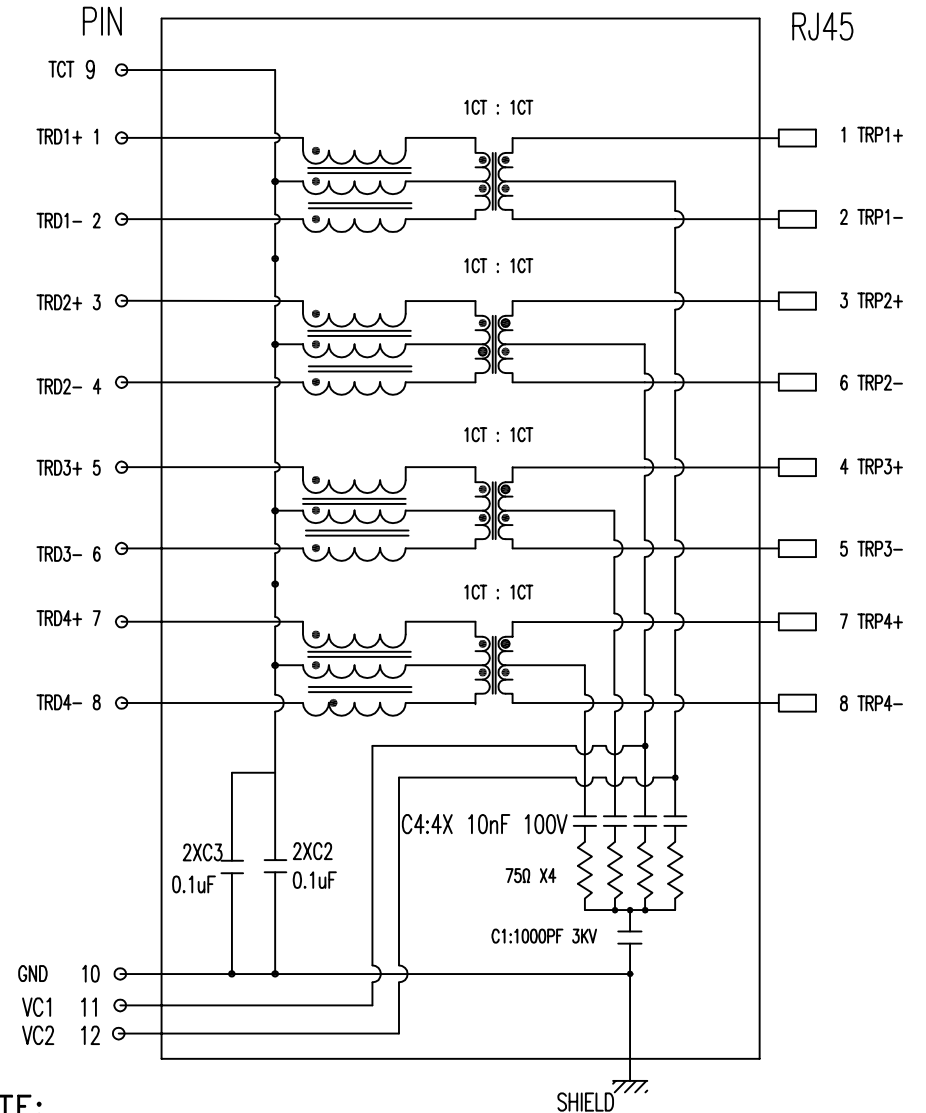 PIN
RJ45
TCT 9
1CT : 1CT
TRD1+ 1
1 TRP1+
TRD1- 2
2 TRP1-
1CT : 1CT
TRD2+ 3
3 TRP2+
TRD2- 4
6 TRP2-
1CT : 1CT
TRD3+ 5
4 TRP3+
TRD3- 6
5 TRP3-
1CT : 1CT
TRD4+ 7
7 TRP4+
TRD4- 8
8 TRP4-
C4:4X 10nF 100V
2XC3
0.1uF
2XC2
0.1uF
75Ω X4
C1:1000PF 3KV
GND 10
VC1 11
VC2 12
SHIELD